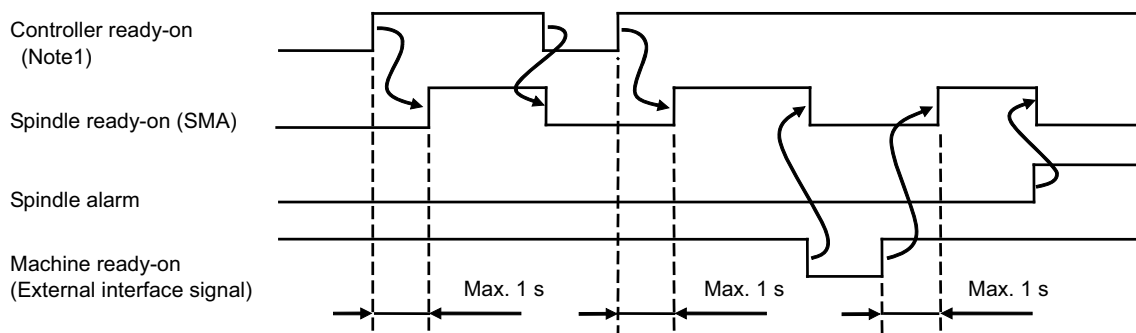 Controller ready-on
(Note1)
Spindle ready-on (SMA)
Spindle alarm
Machine ready-on
(External interface signal)
Max. 1 s
Max. 1 s
Max. 1 s